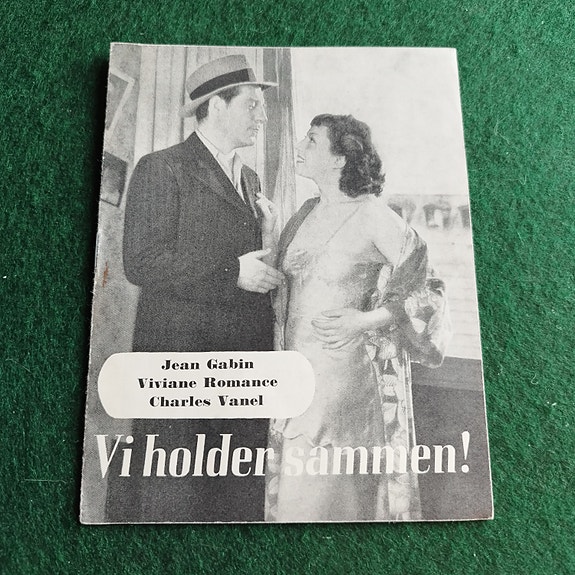 Jean Gabin
Viviane Romance
Charles Vanel
Vi holder sammen!